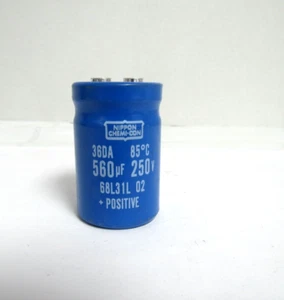 NIPPON
CHEMI-CON
36DA 85°C
560µF 250V
68L31L 02
+ POSITIVE